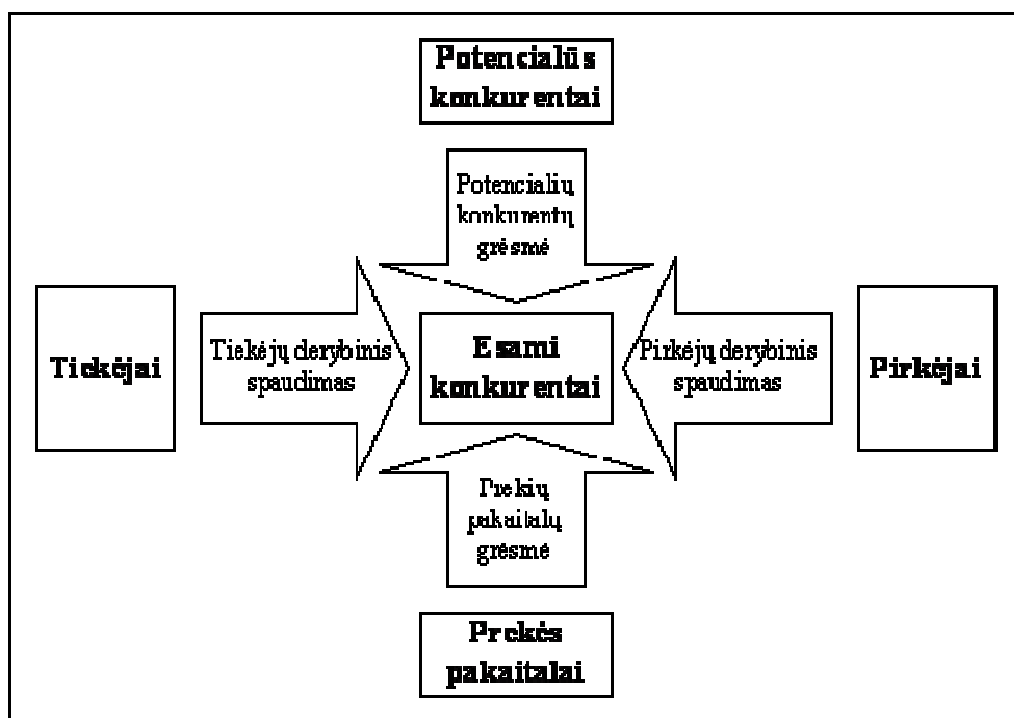 Potencialūs
konkurentai
Potencialių
konkurentų
grėsmė
Tiekėjai
Tiekėjų derybinis
spaudimas
Esami
konkurentai
Pirkėjų derybinis
spaudimas
Pirkėjai
Prekių
pakaitalų
grėsmė
Prekės
pakaitalai